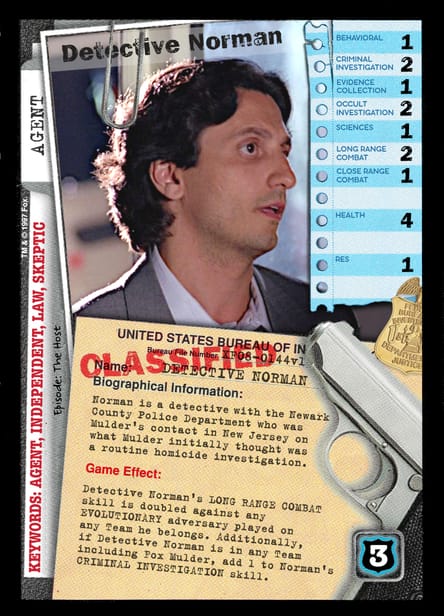 Detective Norman
AGENT
TM & © 1997 Fox.
KEYWORDS: AGENT, INDEPENDENT, LAW, SKEPTIC
Episode: The Host
BEHAVIORAL 1
CRIMINAL
INVESTIGATION 2
EVIDENCE
COLLECTION 1
OCCULT
INVESTIGATION 2
SCIENCES 1
LONG RANGE
COMBAT 2
CLOSE RANGE
COMBAT 1
HEALTH 4
RES 1
UNITED STATES BUREAU OF IN
Bureau File Number XF08-0144v1
CLASSIFIED
Name: DETECTIVE NORMAN
Biographical Information:
Norman is a detective with the Newark
County Police Department who was
Mulder's contact in New Jersey on
what Mulder initially thought was
a routine homicide investigation.
Game Effect:
Detective Norman's LONG RANGE COMBAT
skill is doubled against any
EVOLUTIONARY adversary played on
any Team he belongs. Additionally,
if Detective Norman is in any Team
including Fox Mulder, add 1 to Norman's
CRIMINAL INVESTIGATION skill.
3